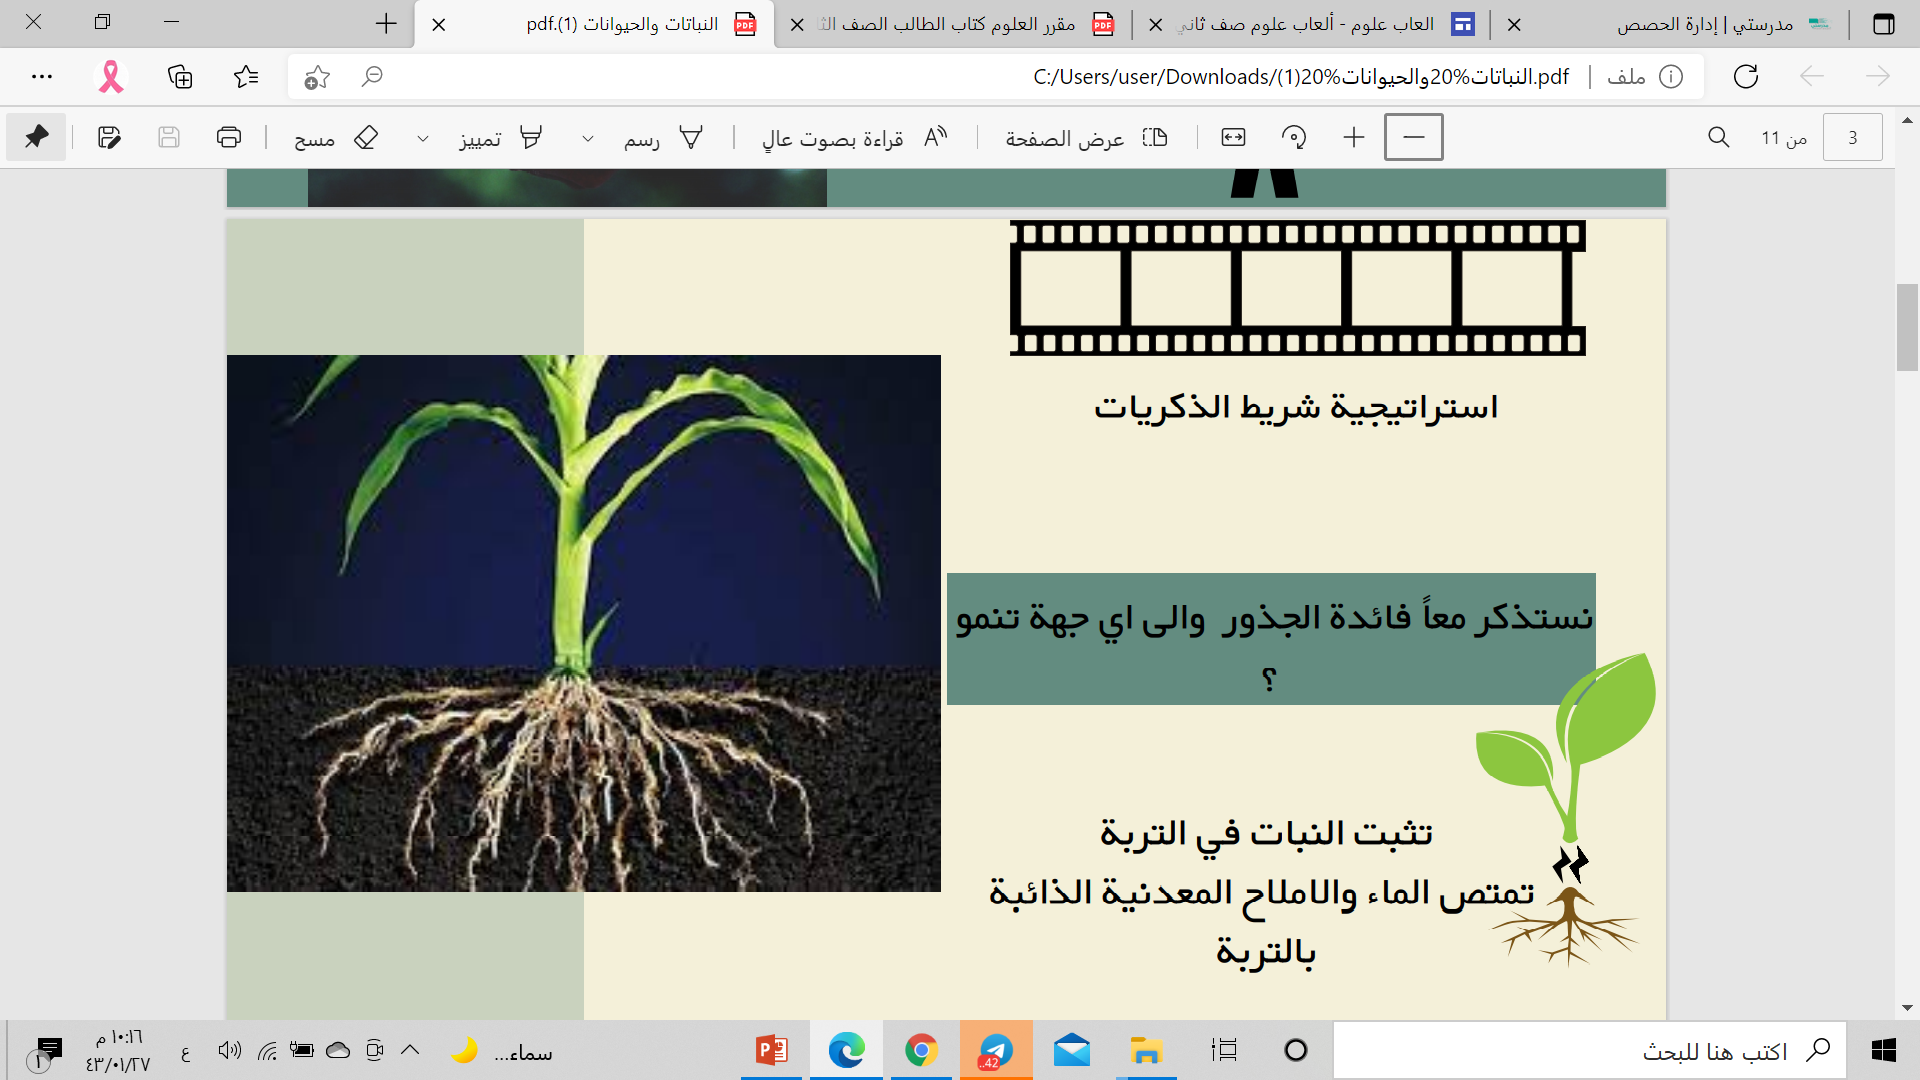 مدرستي | إدارة الحصص
العاب علوم - ألعاب علوم صف ثاني
مقرر العلوم كتاب الطالب الصف الثا
النباتات والحيوانات (1).pdf
ملف
C:/Users/user/Downloads/النباتات%20والحيوانات%20(1).pdf
3
من 11
عرض الصفحة
قراءة بصوت عالٍ
رسم
تمييز
مسح
استراتيجية شريط الذكريات
نستذكر معاً فائدة الجذور والى اي جهة تنمو
؟
تثبت النبات في التربة
تمتص الماء والاملاح المعدنية الذائبة
بالتربة
اكتب هنا للبحث
42..
سماء...
ع
١٠:١٦ م
٤٣/٠١/٢٧
١